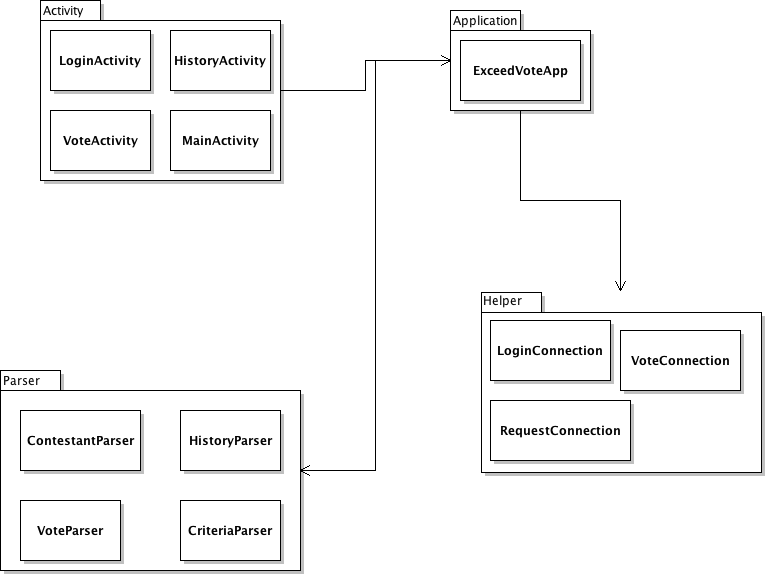 Activity
LoginActivity
HistoryActivity
VoteActivity
MainActivity
Application
ExceedVoteApp
Helper
LoginConnection
VoteConnection
RequestConnection
Parser
ContestantParser
HistoryParser
VoteParser
CriteriaParser